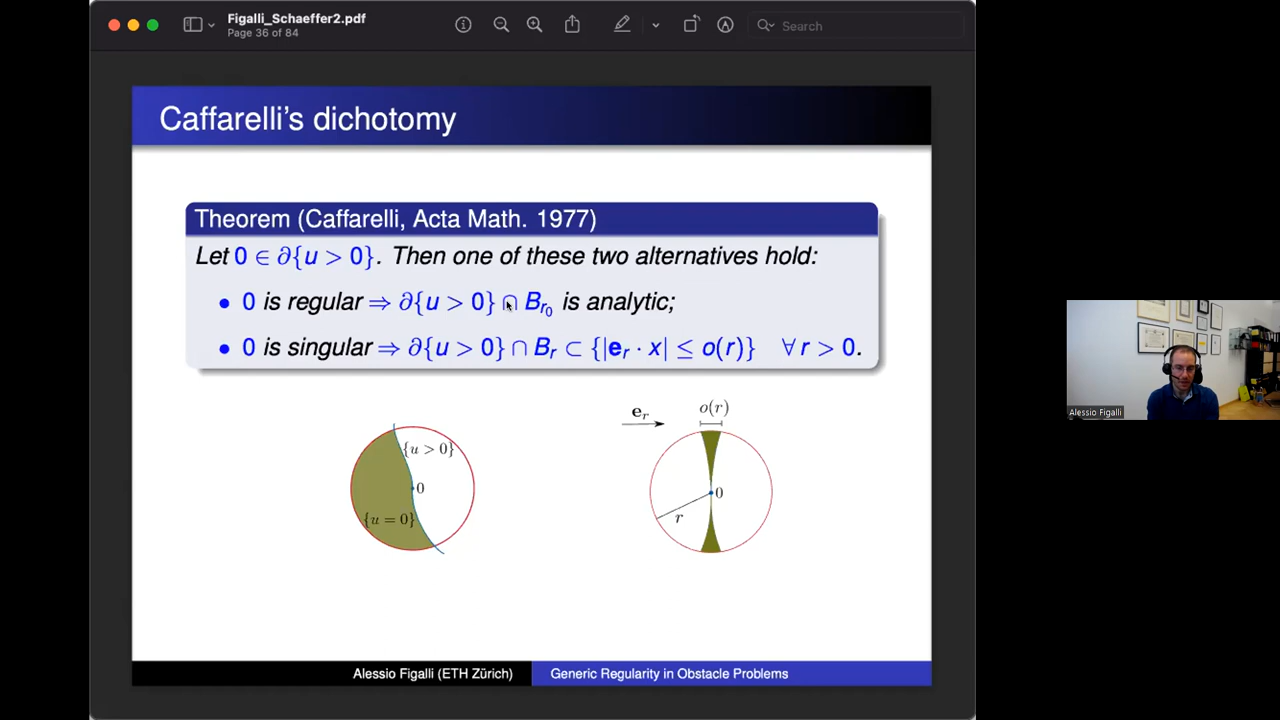 Figalli_Schaeffer2.pdf
Page 36 of 84
Search
Caffarelli's dichotomy
Theorem (Caffarelli, Acta Math. 1977)
Let 0 ∈ ∂{u > 0}. Then one of these two alternatives hold:
• 0 is regular ⇒ ∂{u > 0} ∩ B_{r_0} is analytic;
• 0 is singular ⇒ ∂{u > 0} ∩ B_r ⊂ {|e_r · x| ≤ o(r)} ∀ r > 0.
{u > 0}
0
{u = 0}
e_r
o(r)
0
r
Alessio Figalli (ETH Zürich)
Generic Regularity in Obstacle Problems
Alessio Figalli